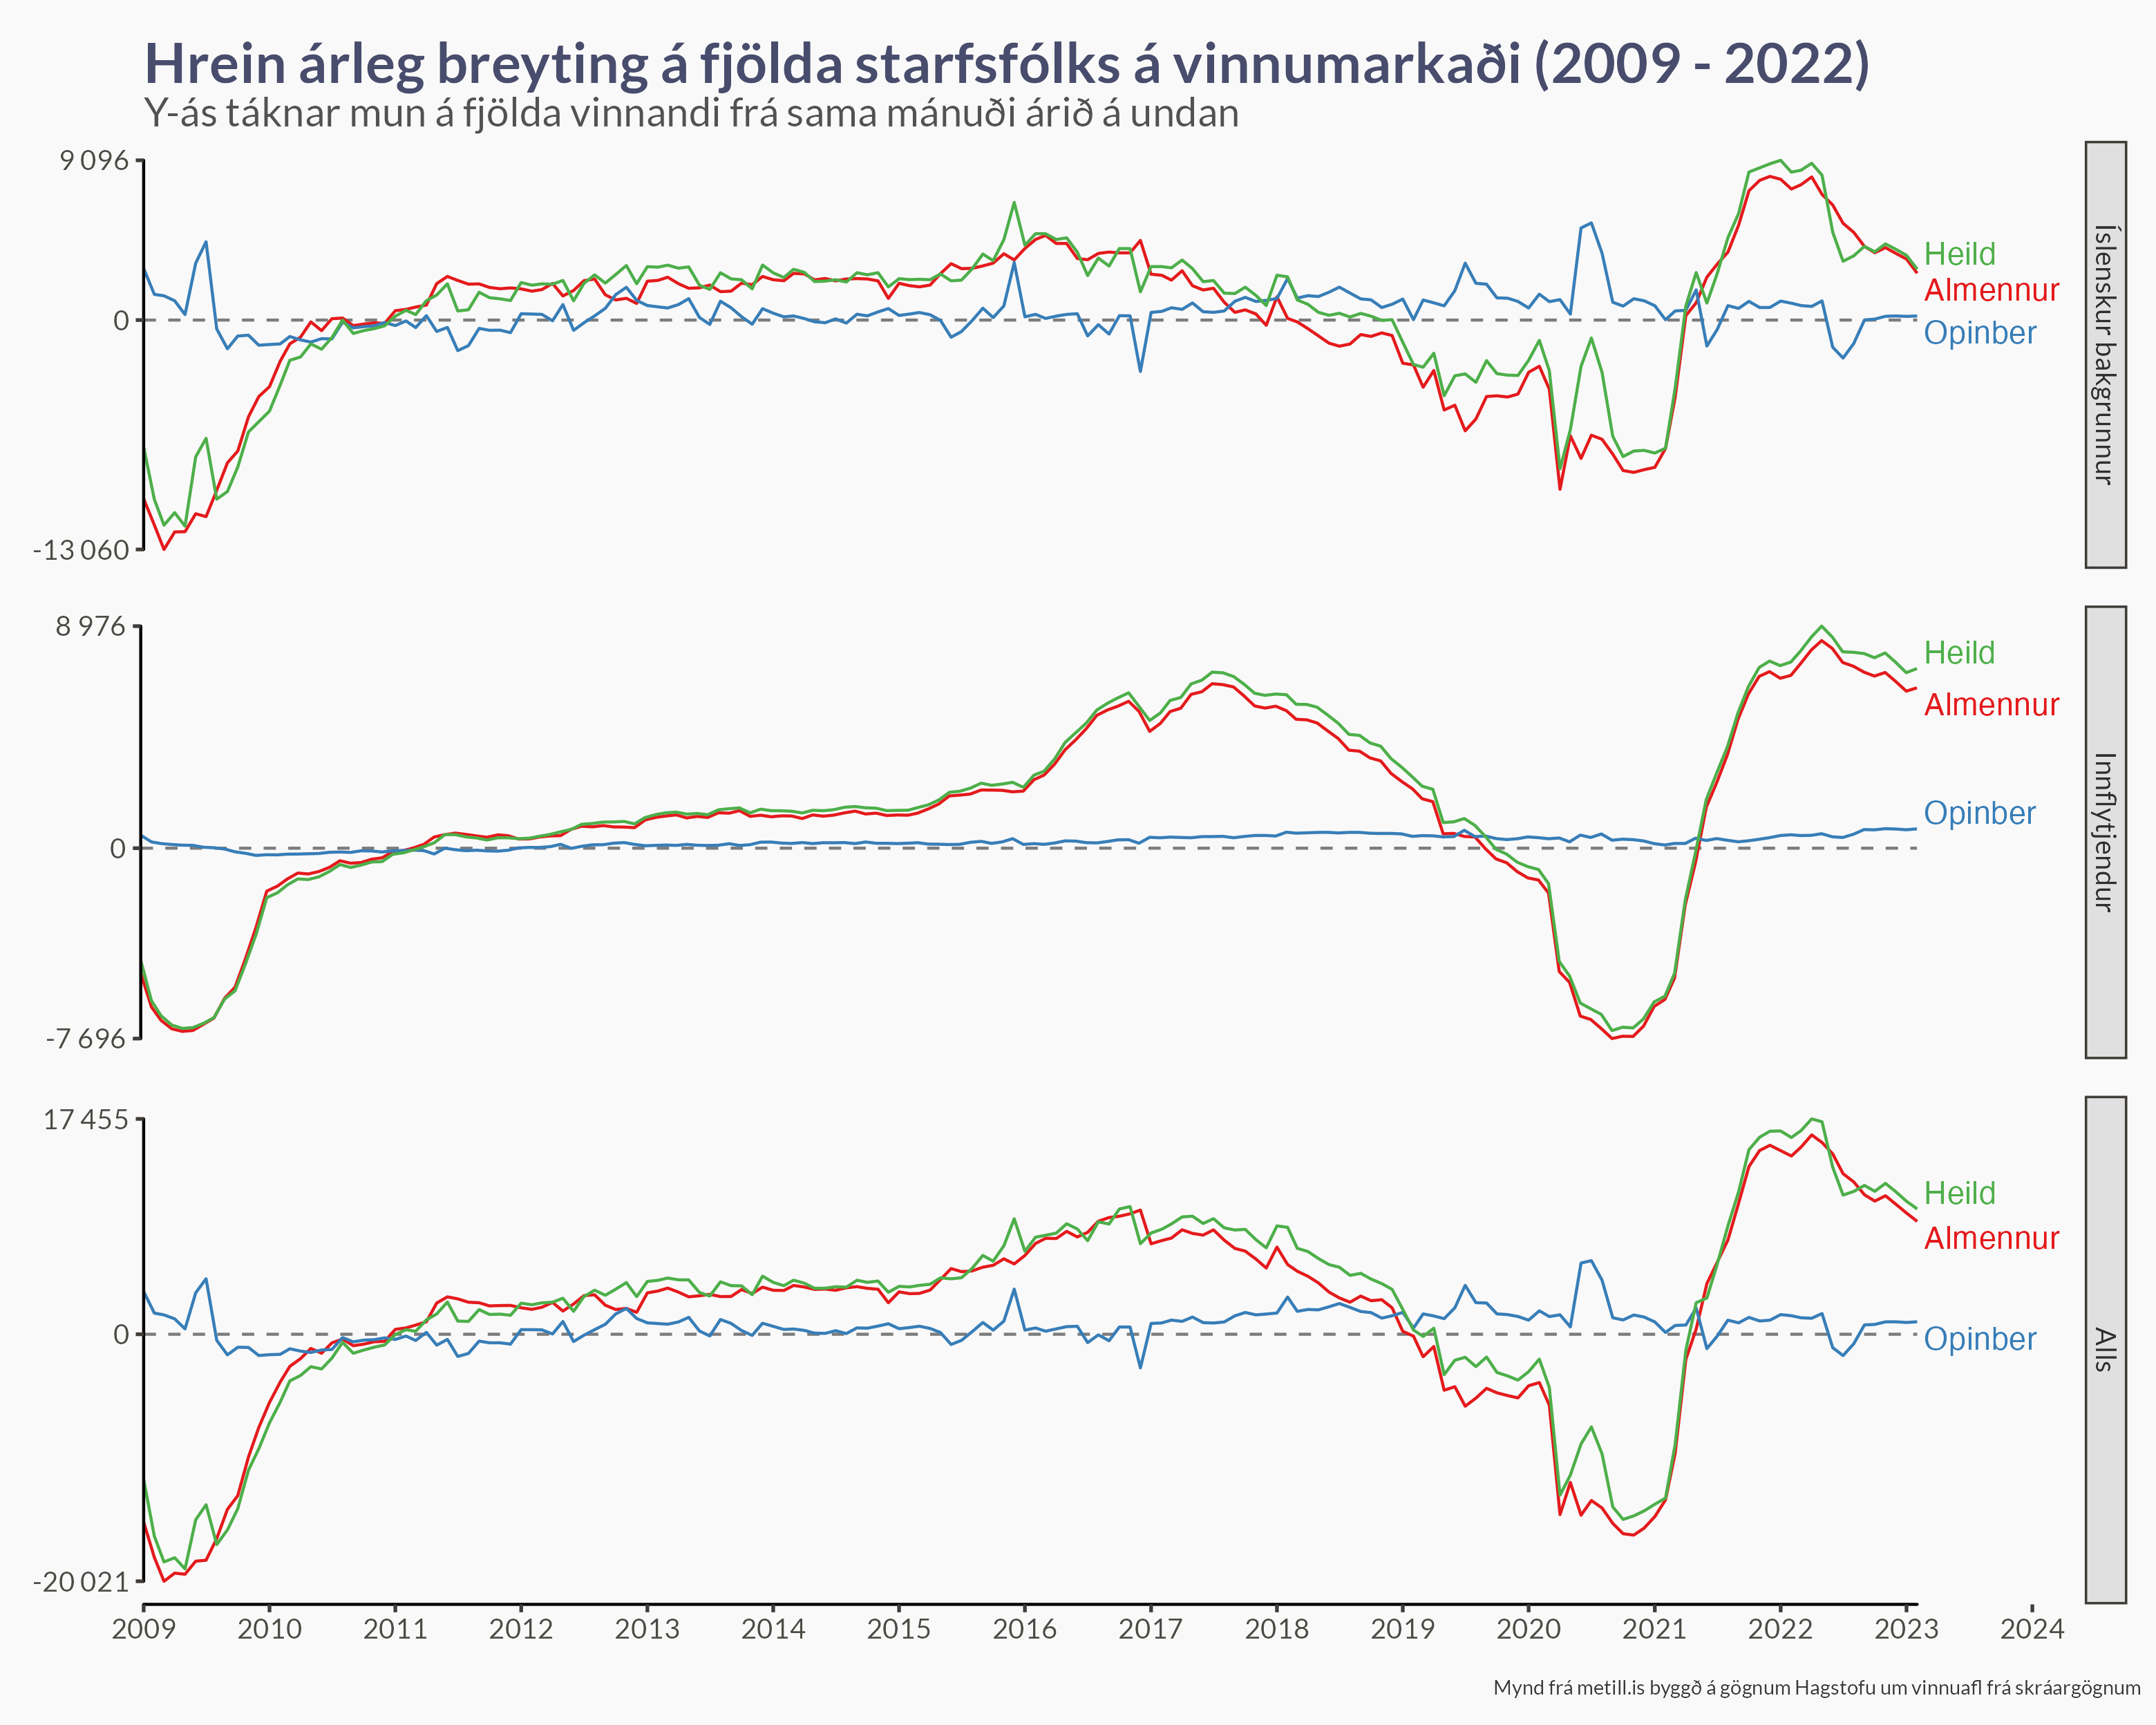 Hrein árleg breyting á fjölda starfsfólks á vinnumarkaði (2009 - 2022)
Y-ás táknar mun á fjölda vinnandi frá sama mánuði árið á undan
9 096
0
-13 060
Heild
Almennur
Opinber
Íslenskur bakgrunnur
8 976
0
-7 696
Heild
Almennur
Opinber
Innflytjendur
17 455
0
-20 021
Heild
Almennur
Opinber
Alls
2009 2010 2011 2012 2013 2014 2015 2016 2017 2018 2019 2020 2021 2022 2023 2024
Mynd frá metill.is byggð á gögnum Hagstofu um vinnuafl frá skráargögnum